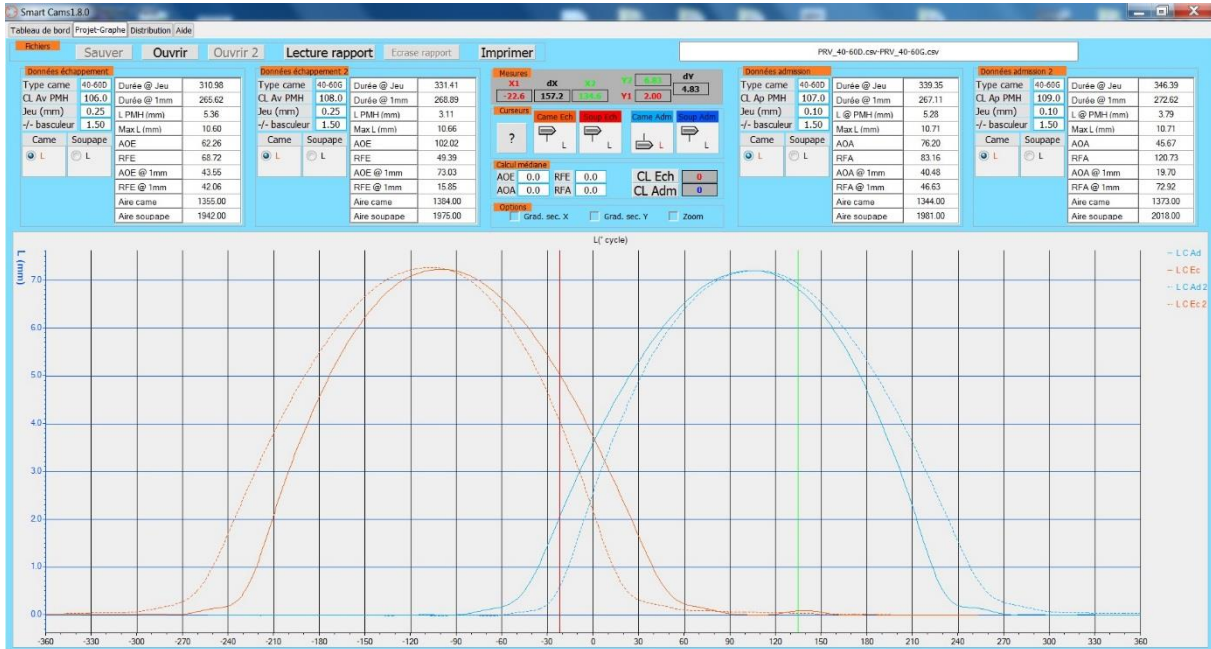 Smart Cams1.8.0
Tableau de bord Projet-Graphe Distribution Aide
Fichiers Sauver Ouvrir Ouvrir 2 Lecture rapport Ecrase rapport Imprimer PRV_40-60D.csv-PRV_40-60G.csv
Données échappement
Type came 40-60D
CL Av PMH 106.0
Jeu (mm) 0.25
-/- basculeur 1.50
Came Soupape
L L
Durée @ Jeu 310.98
Durée @ 1mm 265.62
L PMH (mm) 5.36
Max L (mm) 10.60
AOE 62.26
RFE 68.72
AOE @ 1mm 43.55
RFE @ 1mm 42.06
Aire came 1355.00
Aire soupape 1942.00
Données échappement 2
Type came 40-60G
CL Av PMH 108.0
Jeu (mm) 0.25
-/- basculeur 1.50
Came Soupape
L L
Durée @ Jeu 331.41
Durée @ 1mm 268.89
L PMH (mm) 3.11
Max L (mm) 10.66
AOE 102.02
RFE 49.39
AOE @ 1mm 73.03
RFE @ 1mm 15.85
Aire came 1384.00
Aire soupape 1975.00
Mesures
X1 dX X2 Y2 6.83 dY
-22.6 157.2 134.6 Y1 2.00 4.83
Curseurs
? Came Ech Soup Ech Came Adm Soup Adm
L L L L
Calcul médiane
AOE 0.0 RFE 0.0 CL Ech 0
AOA 0.0 RFA 0.0 CL Adm 0
Options
Grad. sec. X Grad. sec. Y Zoom
Données admission
Type came 40-60D
CL Ap PMH 107.0
Jeu (mm) 0.10
-/- basculeur 1.50
Came Soupape
L L
Durée @ Jeu 339.35
Durée @ 1mm 267.11
L @ PMH (mm) 5.28
Max L (mm) 10.71
AOA 76.20
RFA 83.16
AOA @ 1mm 40.48
RFA @ 1mm 46.63
Aire came 1344.00
Aire soupape 1981.00
Données admission 2
Type came 40-60G
CL Ap PMH 109.0
Jeu (mm) 0.10
-/- basculeur 1.50
Came Soupape
L L
Durée @ Jeu 346.39
Durée @ 1mm 272.62
L @ PMH (mm) 3.79
Max L (mm) 10.71
AOA 45.67
RFA 120.73
AOA @ 1mm 19.70
RFA @ 1mm 72.92
Aire came 1373.00
Aire soupape 2018.00
L(° cycle)
L (mm)
7.0
6.0
5.0
4.0
3.0
2.0
1.0
0.0
-360 -330 -300 -270 -240 -210 -180 -150 -120 -90 -60 -30 0 30 60 90 120 150 180 210 240 270 300 330 360
L C Ad
L C Ec
L C Ad 2
L C Ec 2